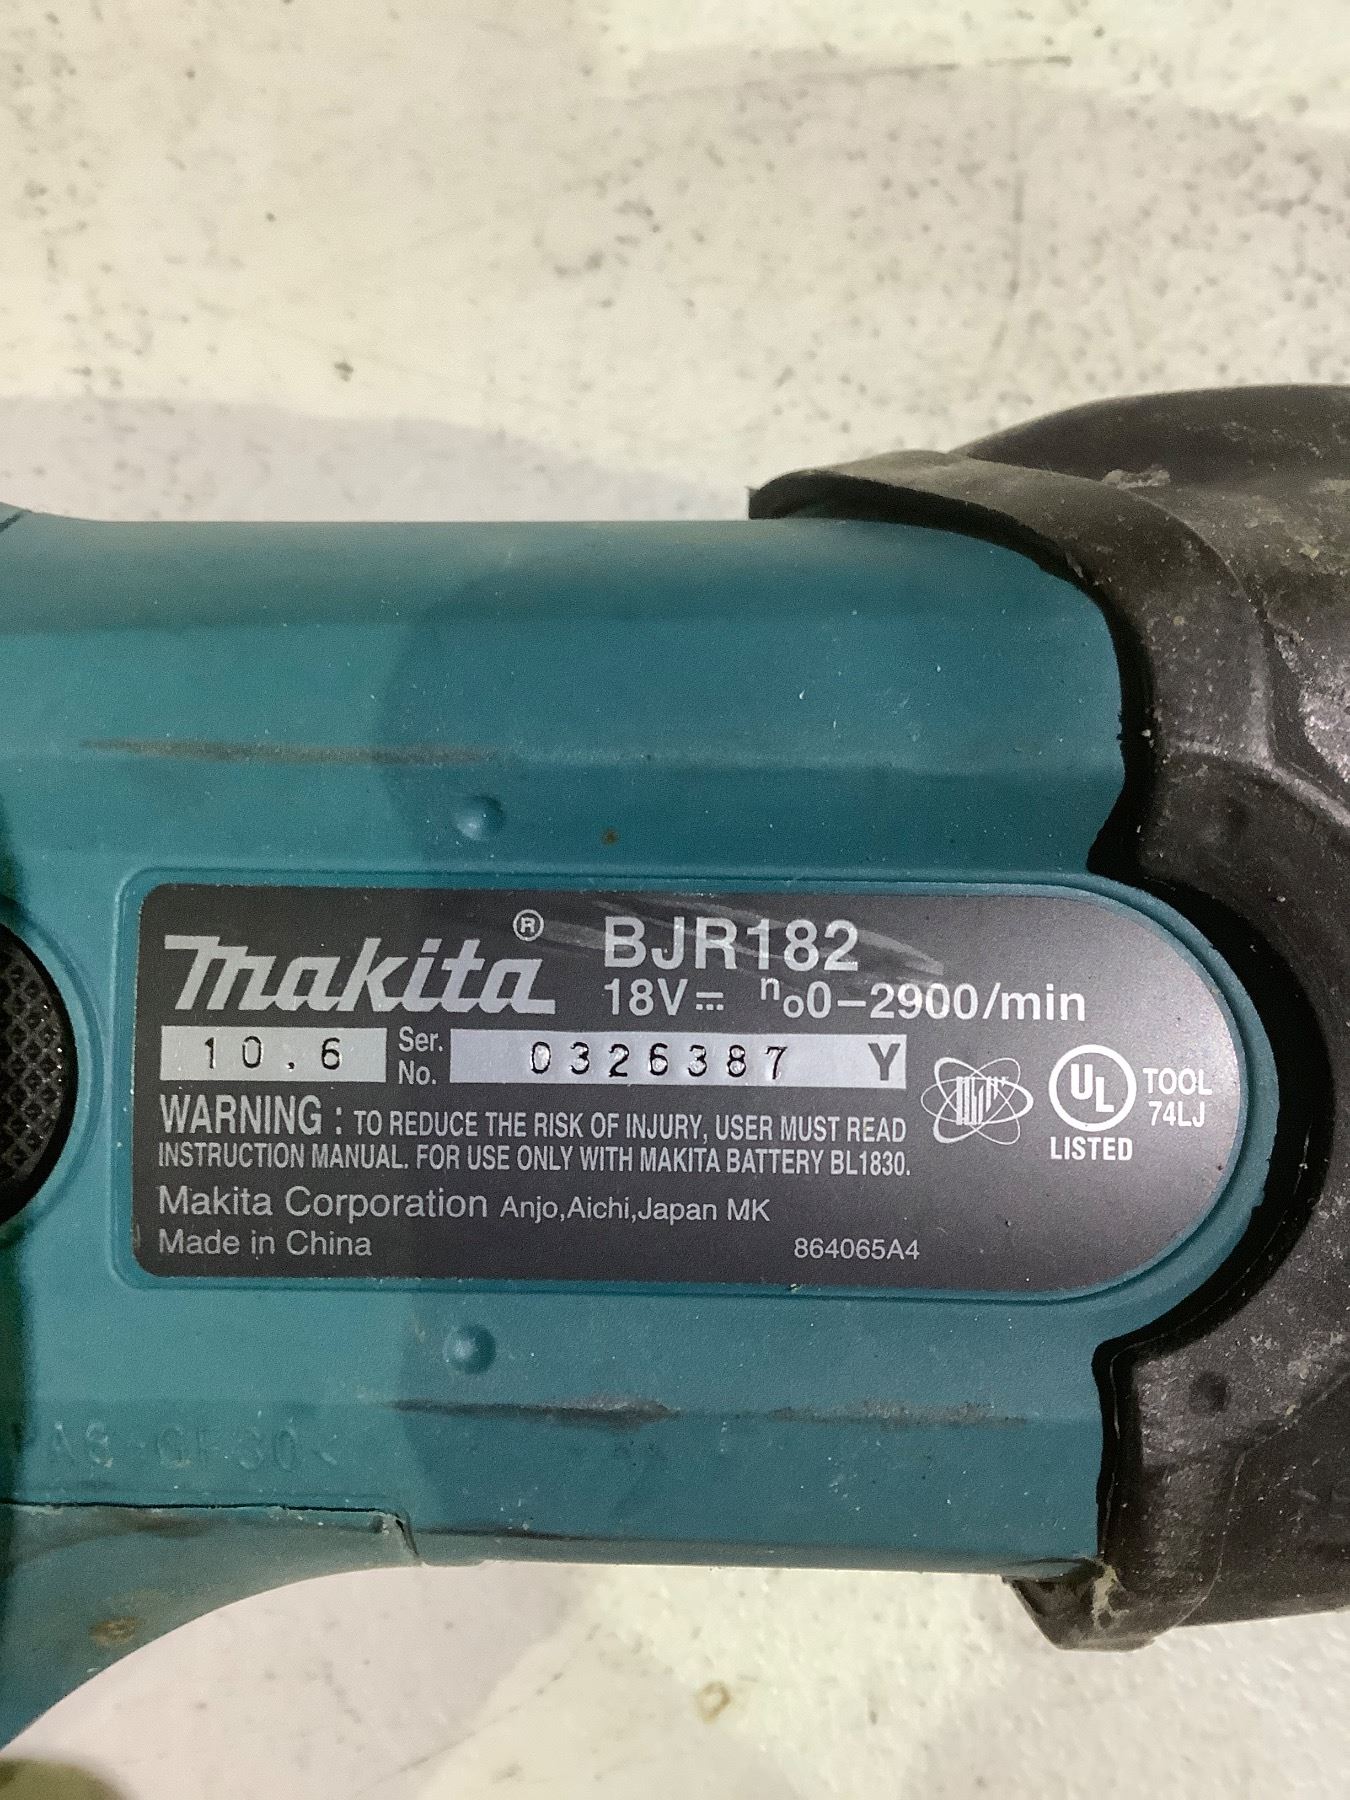 Makita® BJR182
18V⎓ n₀0–2900/min
10.6 Ser. No. 0326387 Y
WARNING : TO REDUCE THE RISK OF INJURY, USER MUST READ
INSTRUCTION MANUAL. FOR USE ONLY WITH MAKITA BATTERY BL1830.
UL TOOL
74LJ
LISTED
Makita Corporation Anjo,Aichi,Japan MK
Made in China 864065A4